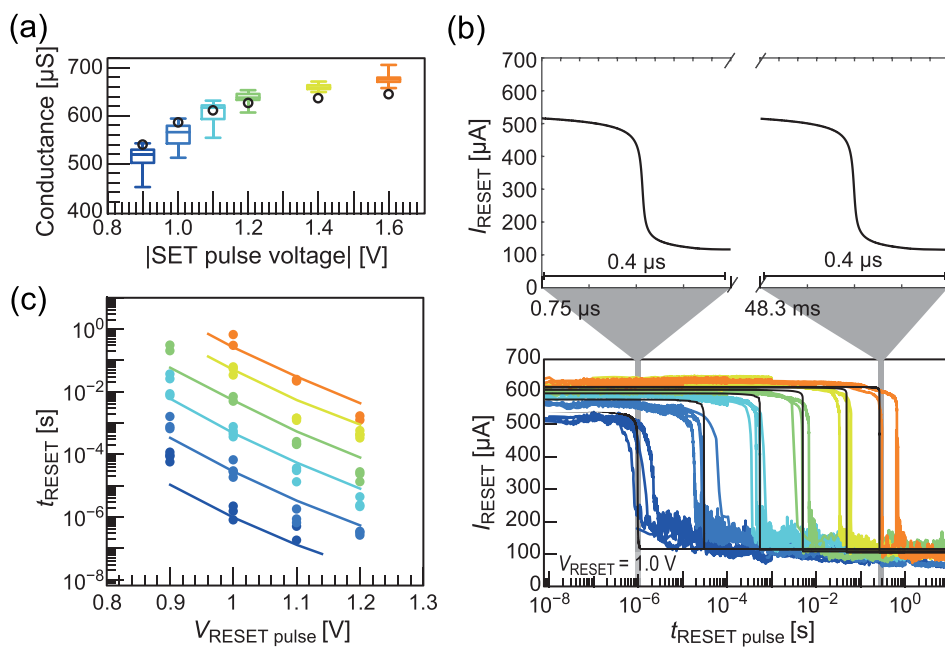 (a)
Conductance [µS]
700
600
500
400
0.8 1.0 1.2 1.4 1.6
|SET pulse voltage| [V]
(b)
I_RESET [µA]
700
600
500
400
300
200
100
0
0.4 µs
0.4 µs
0.75 µs
48.3 ms
I_RESET [µA]
700
600
500
400
300
200
100
0
V_RESET = 1.0 V
10⁻⁸ 10⁻⁶ 10⁻⁴ 10⁻² 10⁰
t_RESET pulse [s]
(c)
t_RESET [s]
10⁰
10⁻²
10⁻⁴
10⁻⁶
10⁻⁸
0.8 0.9 1 1.1 1.2 1.3
V_RESET pulse [V]